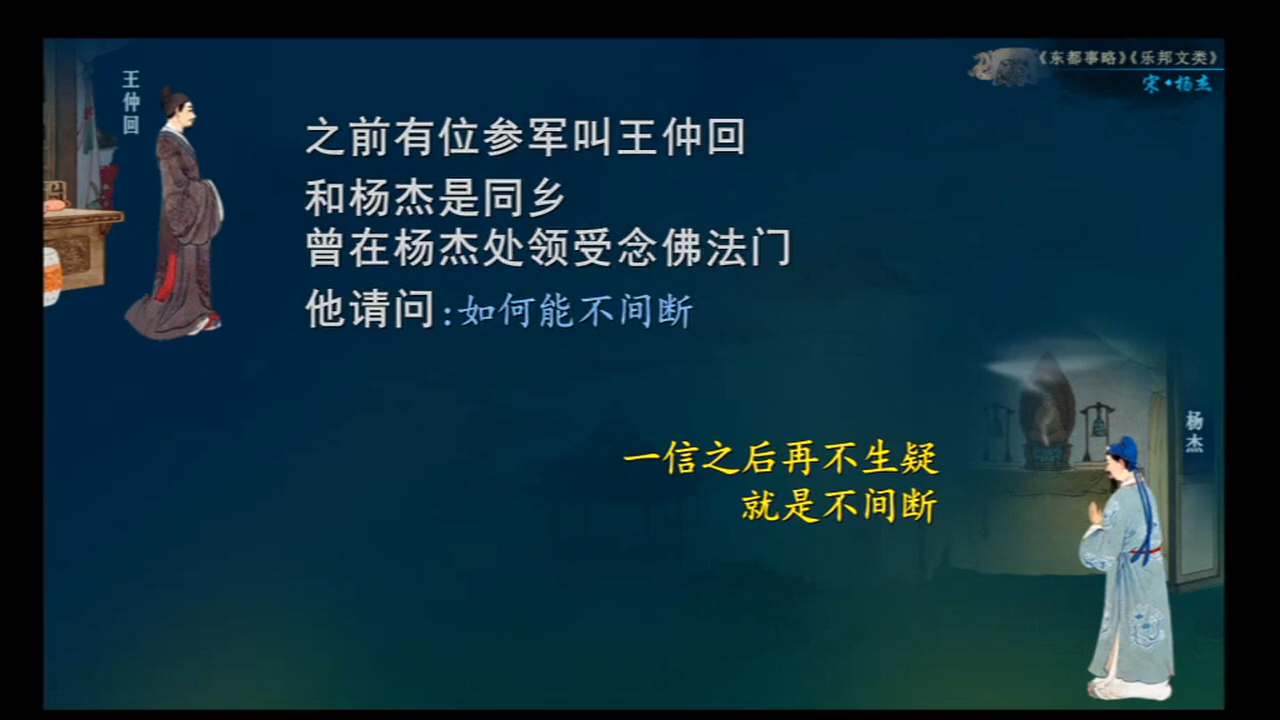 王仲回
《东都事略》《乐邦文类》
宋·杨杰
之前有位参军叫王仲回
和杨杰是同乡
曾在杨杰处领受念佛法门
他请问:如何能不间断
一信之后再不生疑
就是不间断
杨杰